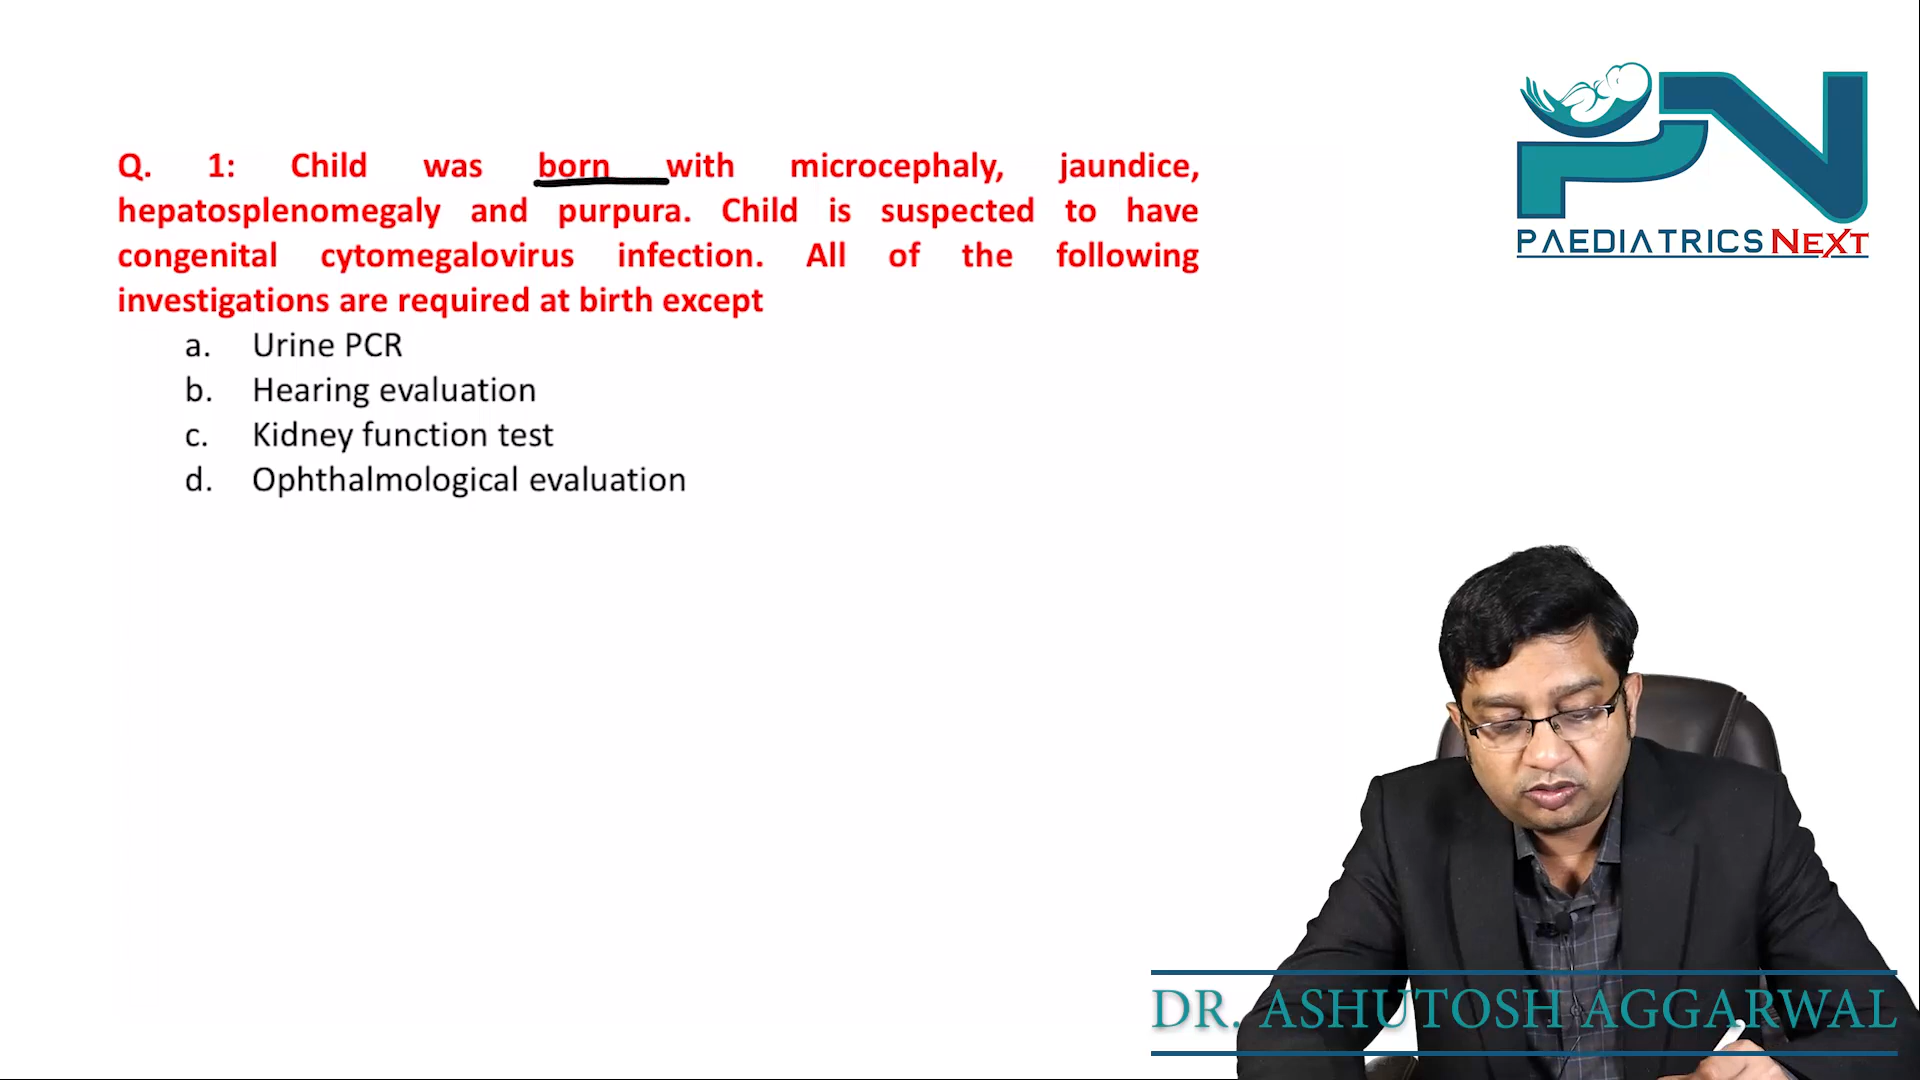 Q. 1: Child was born with microcephaly, jaundice,
hepatosplenomegaly and purpura. Child is suspected to have
congenital cytomegalovirus infection. All of the following
investigations are required at birth except
a. Urine PCR
b. Hearing evaluation
c. Kidney function test
d. Ophthalmological evaluation
PN
PAEDIATRICS NEXT
DR. ASHUTOSH AGGARWAL